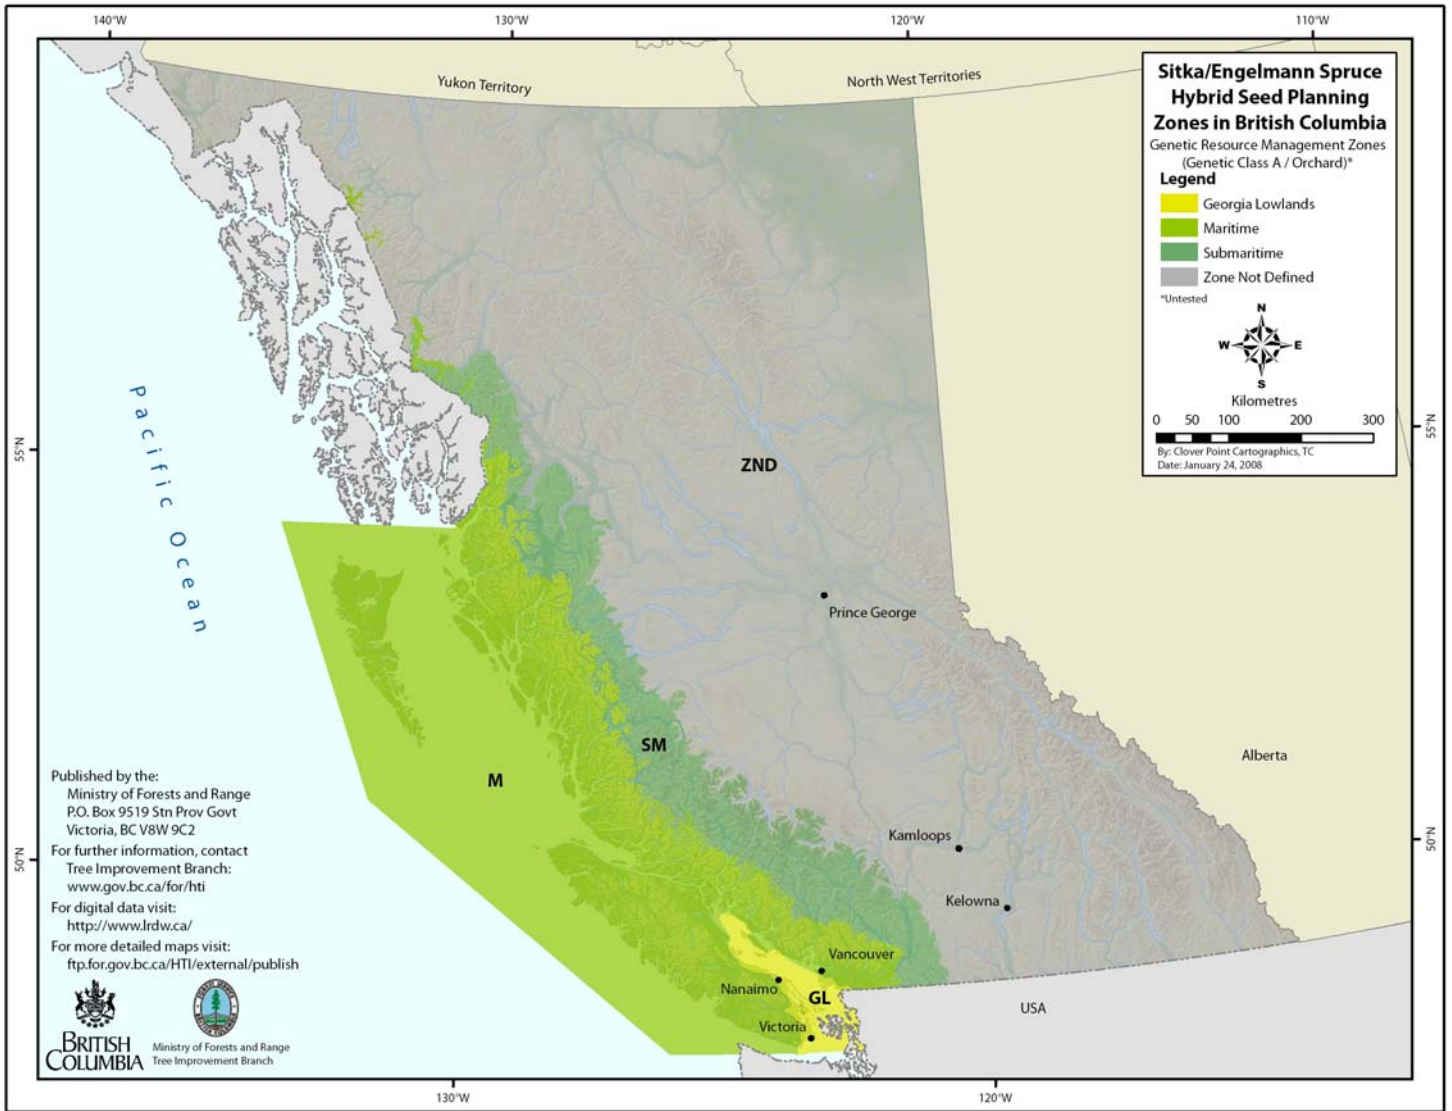 140°W
130°W
120°W
110°W
Yukon Territory
North West Territories
Sitka/Engelmann Spruce
Hybrid Seed Planning
Zones in British Columbia
Genetic Resource Management Zones
(Genetic Class A / Orchard)*
Legend
Georgia Lowlands
Maritime
Submaritime
Zone Not Defined
*Untested
N
W
E
S
Kilometres
0 50 100 200 300
By: Clover Point Cartographics, TC
Date: January 24, 2008
Pacific Ocean
55°N
55°N
ZND
Prince George
SM
M
Alberta
Kamloops
50°N
50°N
Kelowna
Vancouver
Nanaimo
GL
Victoria
USA
Published by the:
Ministry of Forests and Range
P.O. Box 9519 Stn Prov Govt
Victoria, BC V8W 9C2
For further information, contact
Tree Improvement Branch:
www.gov.bc.ca/for/hti
For digital data visit:
http://www.lrdw.ca/
For more detailed maps visit:
ftp.for.gov.bc.ca/HTI/external/publish
BRITISH
COLUMBIA
Ministry of Forests and Range
Tree Improvement Branch
130°W
120°W